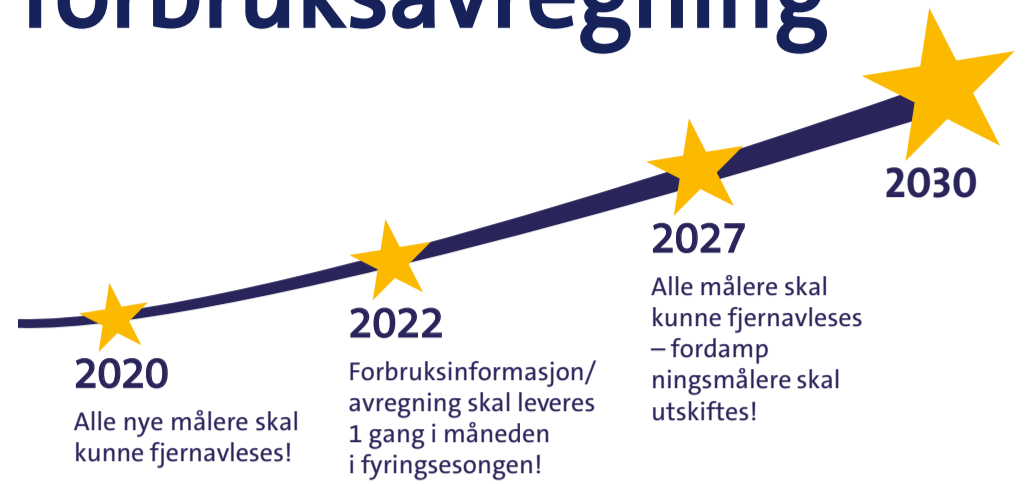 forbruksavregning
2020
Alle nye målere skal
kunne fjernavleses!
2022
Forbruksinformasjon/
avregning skal leveres
1 gang i måneden
i fyringsesongen!
2027
Alle målere skal
kunne fjernavleses
– fordamp
ningsmålere skal
utskiftes!
2030